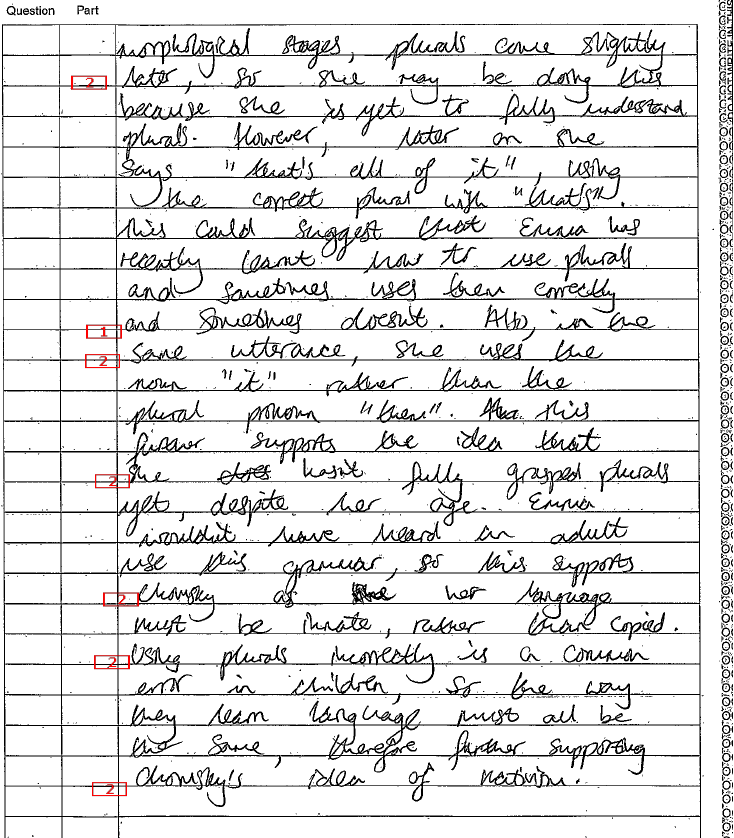 Question Part
morphological stages, plurals come slightly
2 later, so she may be doing this
because she is yet to fully understand
plurals. However, later on she
says "that's all of it", using
the correct plural with "that's".
this could suggest that Emma has
recently learnt how to use plurals
and sometimes uses them correctly
1 and sometimes doesn't. Also, in the
2 same utterance, she uses the
noun "it" rather than the
plural pronoun "them". this
further supports the idea that
2 she does hasn't fully grasped plurals
yet, despite her age. Emma
wouldn't have heard an adult
use this grammar, so this supports
2 Chomsky as her language
must be innate, rather than copied.
2 Using plurals incorrectly is a common
error in children, so the way
they learn language must all be
the same, therefore further supporting
2 Chomsky's idea of nativism.